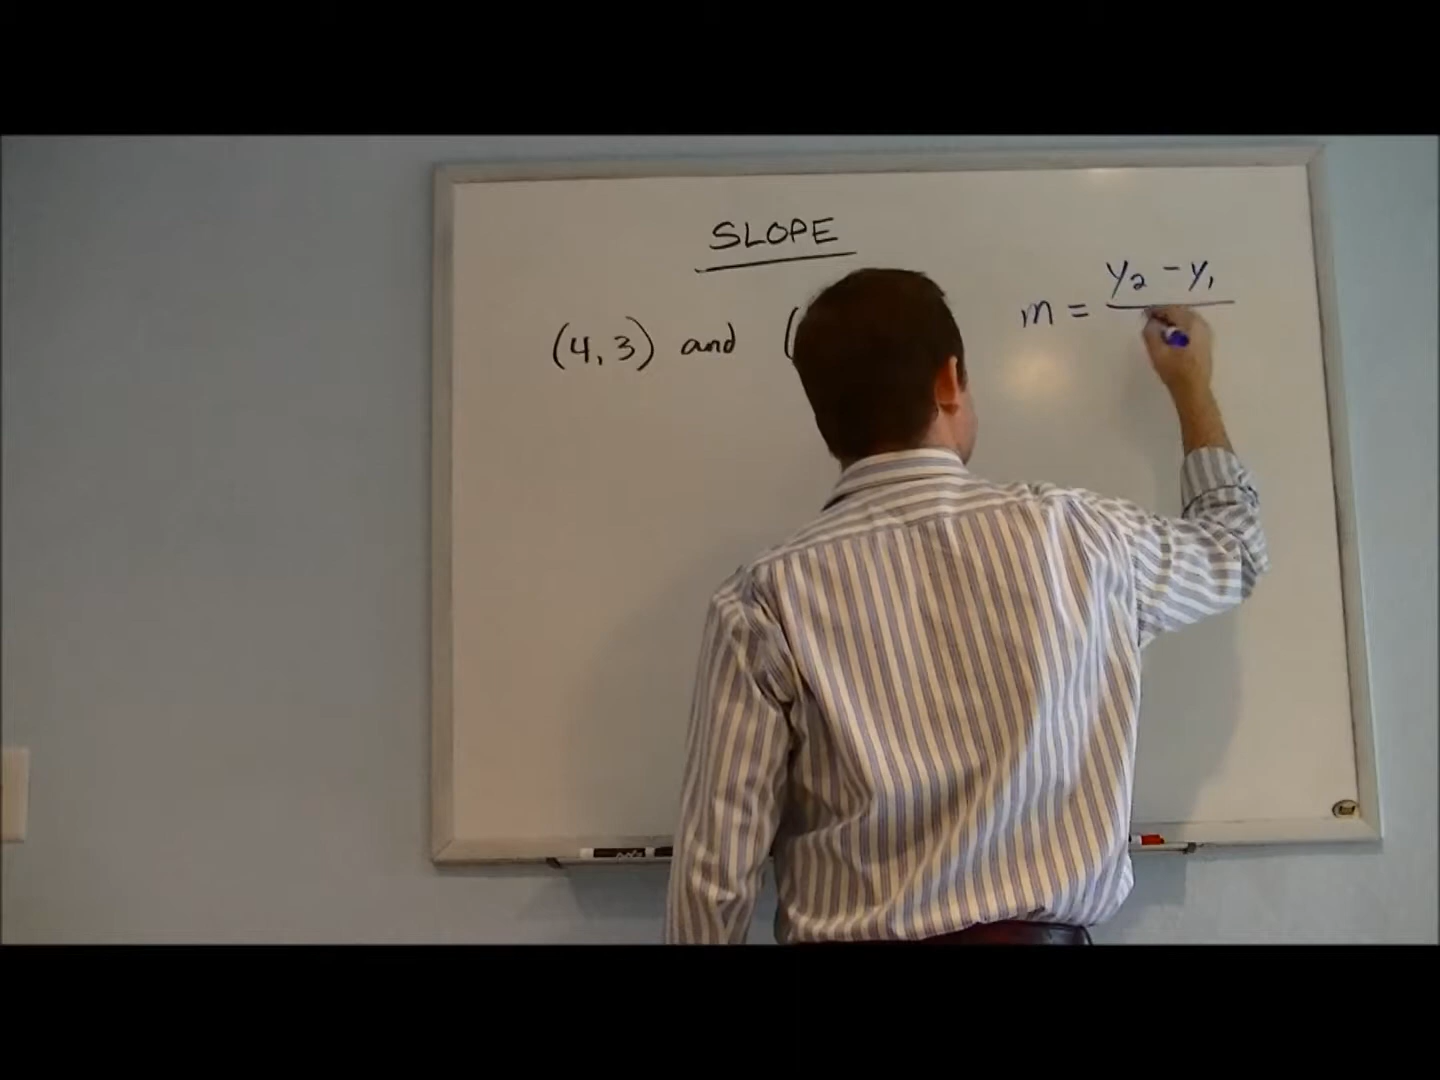 SLOPE
(4, 3) and (
m = y₂ - y₁